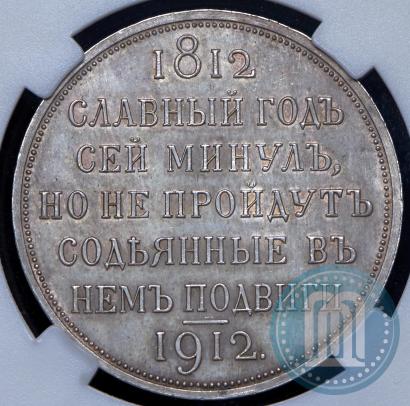 1812
СЛАВНЫЙ ГОДЪ
СЕЙ МИНУЛЪ,
НО НЕ ПРОЙДУТЪ
СОДѢЯННЫЕ ВЪ
НЕМЪ ПОДВИГИ
1912.